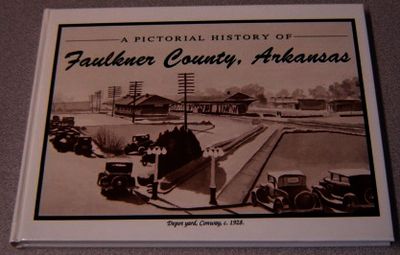 A PICTORIAL HISTORY OF
Faulkner County, Arkansas
Depot yard, Conway, c. 1928.